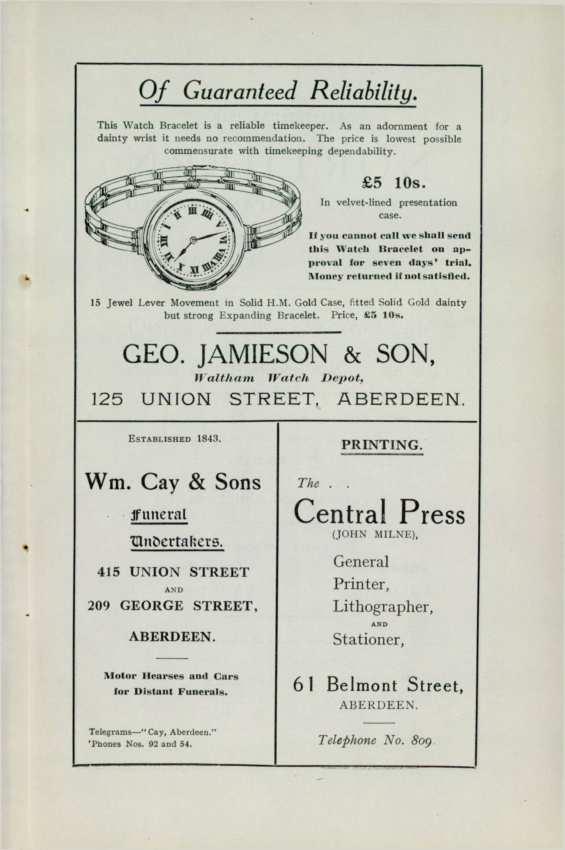 Of Guaranteed Reliability.
This Watch Bracelet is a reliable timekeeper. As an adornment for a
dainty wrist it needs no recommendation. The price is lowest possible
commensurate with timekeeping dependability.
£5 10s.
In velvet-lined presentation
case.
If you cannot call we shall send
this Watch Bracelet on ap-
proval for seven days' trial.
Money returned if not satisfied.
15 Jewel Lever Movement in Solid H.M. Gold Case, fitted Solid Gold dainty
but strong Expanding Bracelet. Price, £5 10s.
GEO. JAMIESON & SON,
Waltham Watch Depot,
125 UNION STREET, ABERDEEN.
ESTABLISHED 1843.
Wm. Cay & Sons
Funeral
Undertakers.
415 UNION STREET
AND
209 GEORGE STREET,
ABERDEEN.
Motor Hearses and Cars
for Distant Funerals.
Telegrams—"Cay, Aberdeen."
'Phones Nos. 92 and 54.
PRINTING.
The . .
Central Press
(JOHN MILNE),
General
Printer,
Lithographer,
AND
Stationer,
61 Belmont Street,
ABERDEEN.
Telephone No. 809.